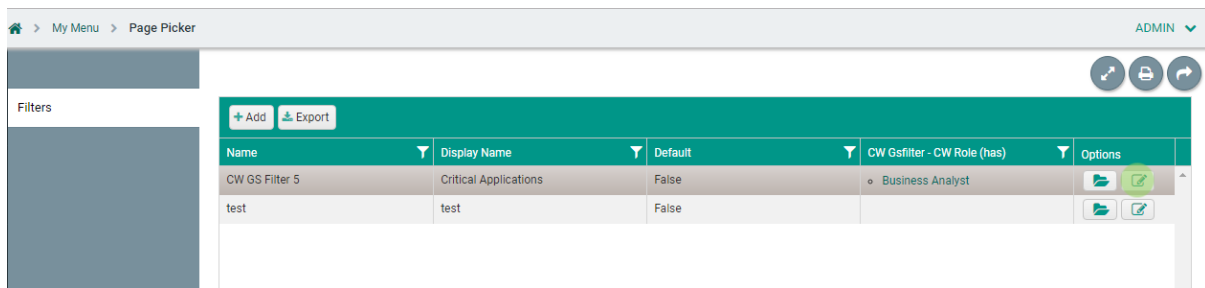 > My Menu > Page Picker ADMIN
Filters
+ Add Export
Name Display Name Default CW Gsfilter - CW Role (has) Options
CW GS Filter 5 Critical Applications False Business Analyst
test test False